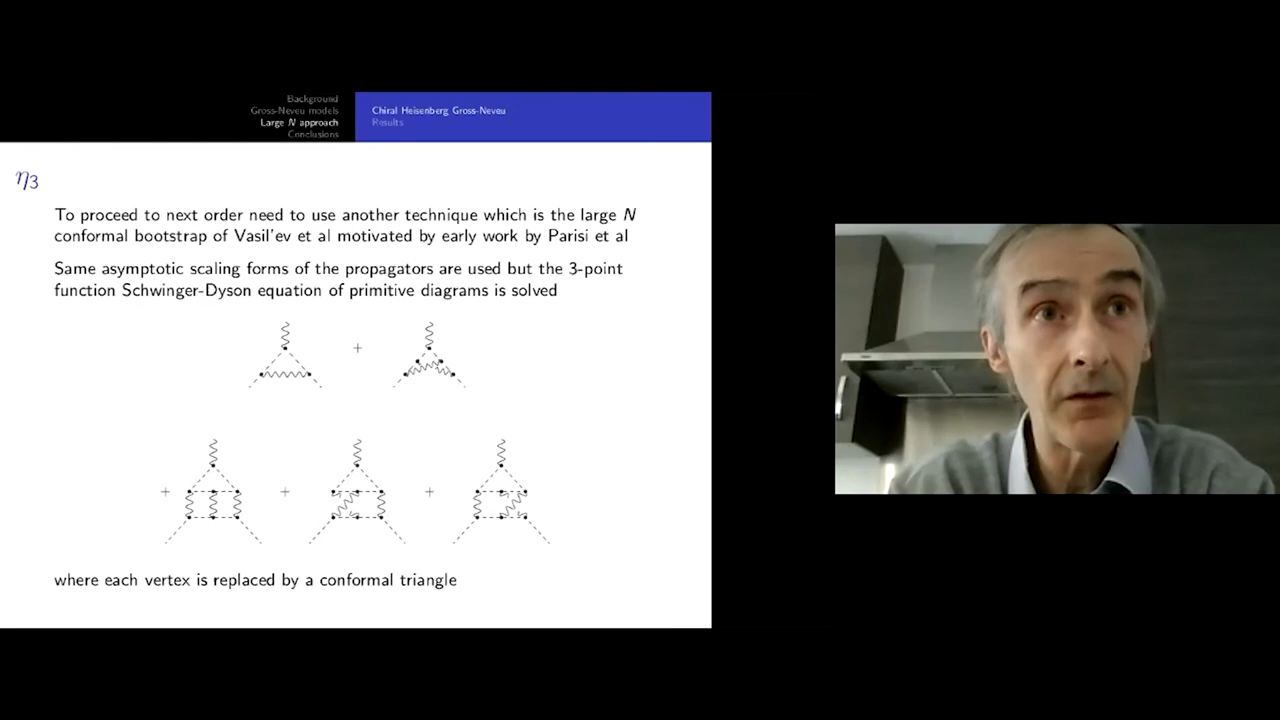 Background
Gross-Neveu models
Large N approach
Conclusions
Chiral Heisenberg Gross-Neveu
Results
η3
To proceed to next order need to use another technique which is the large N
conformal bootstrap of Vasil'ev et al motivated by early work by Parisi et al
Same asymptotic scaling forms of the propagators are used but the 3-point
function Schwinger-Dyson equation of primitive diagrams is solved
+
+ + +
where each vertex is replaced by a conformal triangle